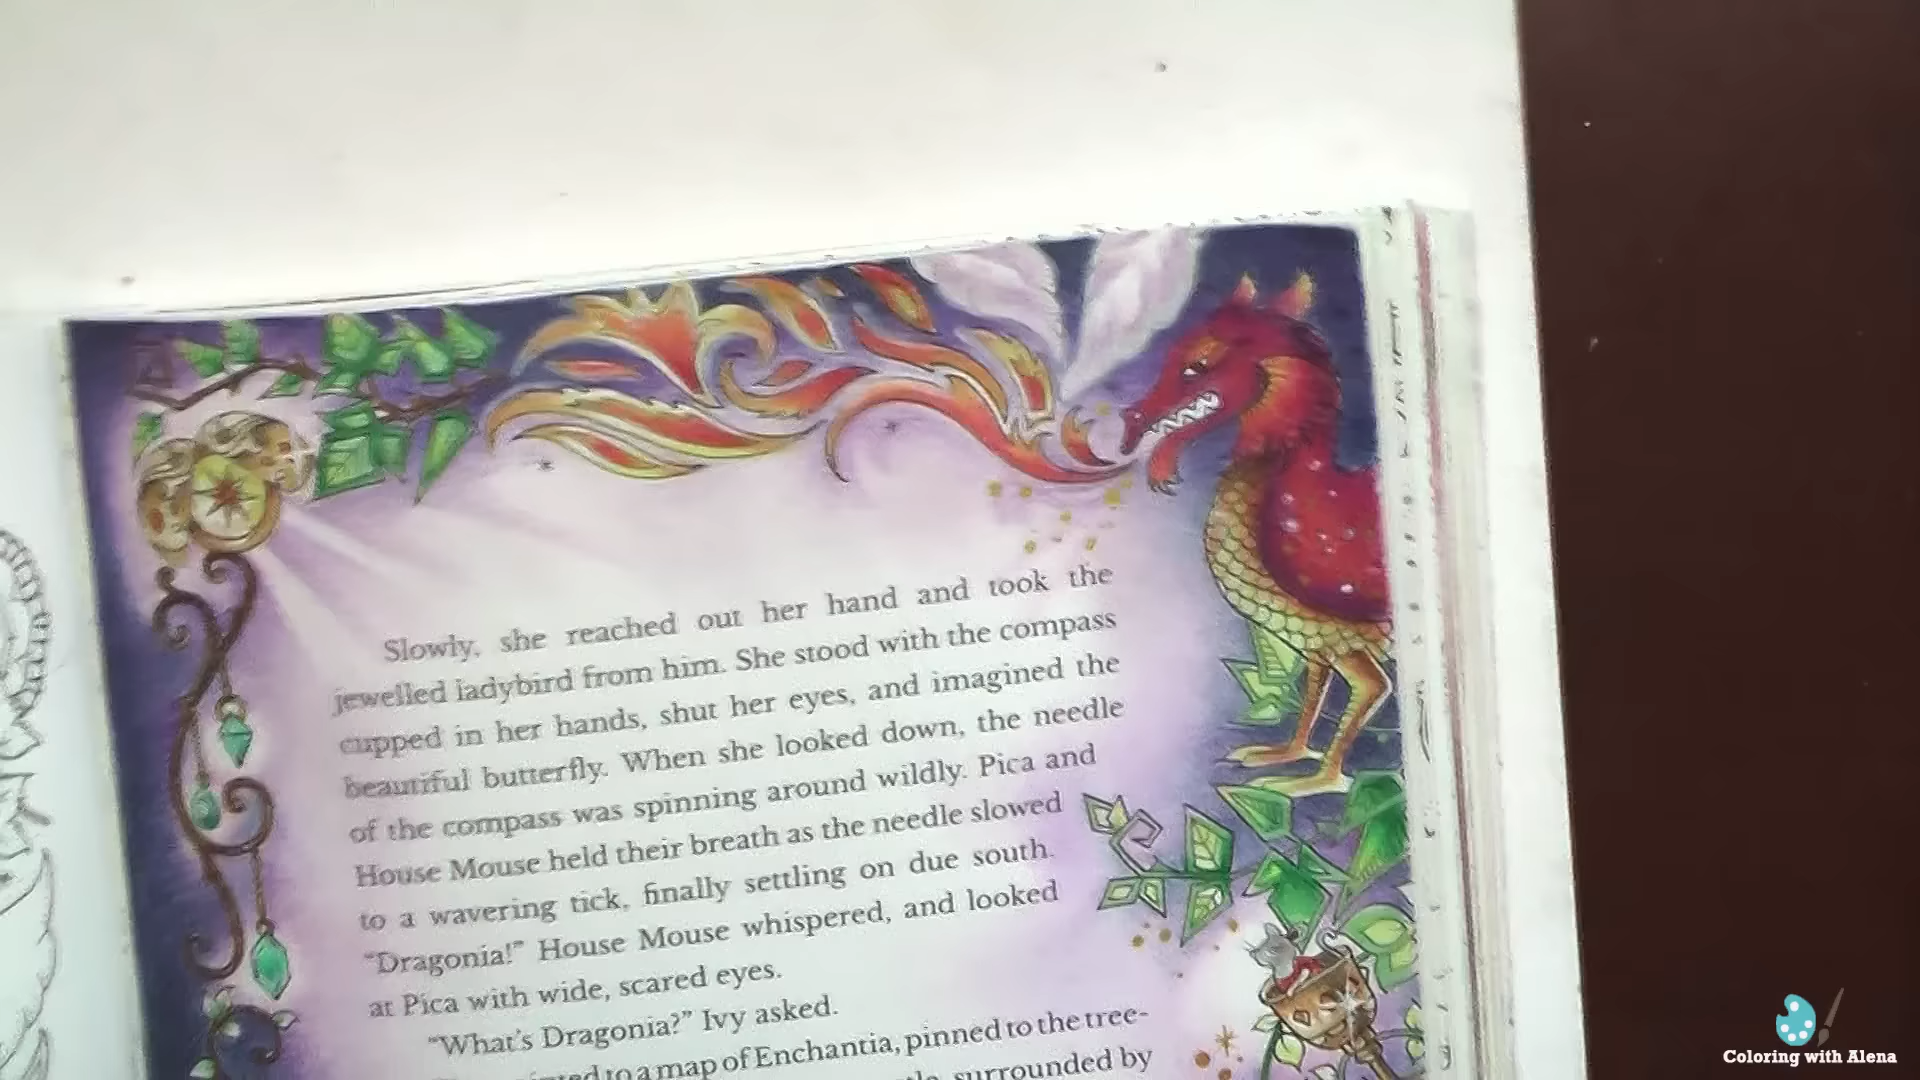 Slowly, she reached out her hand and took the
jewelled ladybird from him. She stood with the compass
cupped in her hands, shut her eyes, and imagined the
beautiful butterfly. When she looked down, the needle
of the compass was spinning around wildly. Pica and
House Mouse held their breath as the needle slowed
to a wavering tick, finally settling on due south.
“Dragonia!” House Mouse whispered, and looked
at Pica with wide, scared eyes.
“What's Dragonia?” Ivy asked.
to a map of Enchantia, pinned to the tree-
surrounded by
Coloring with Alena